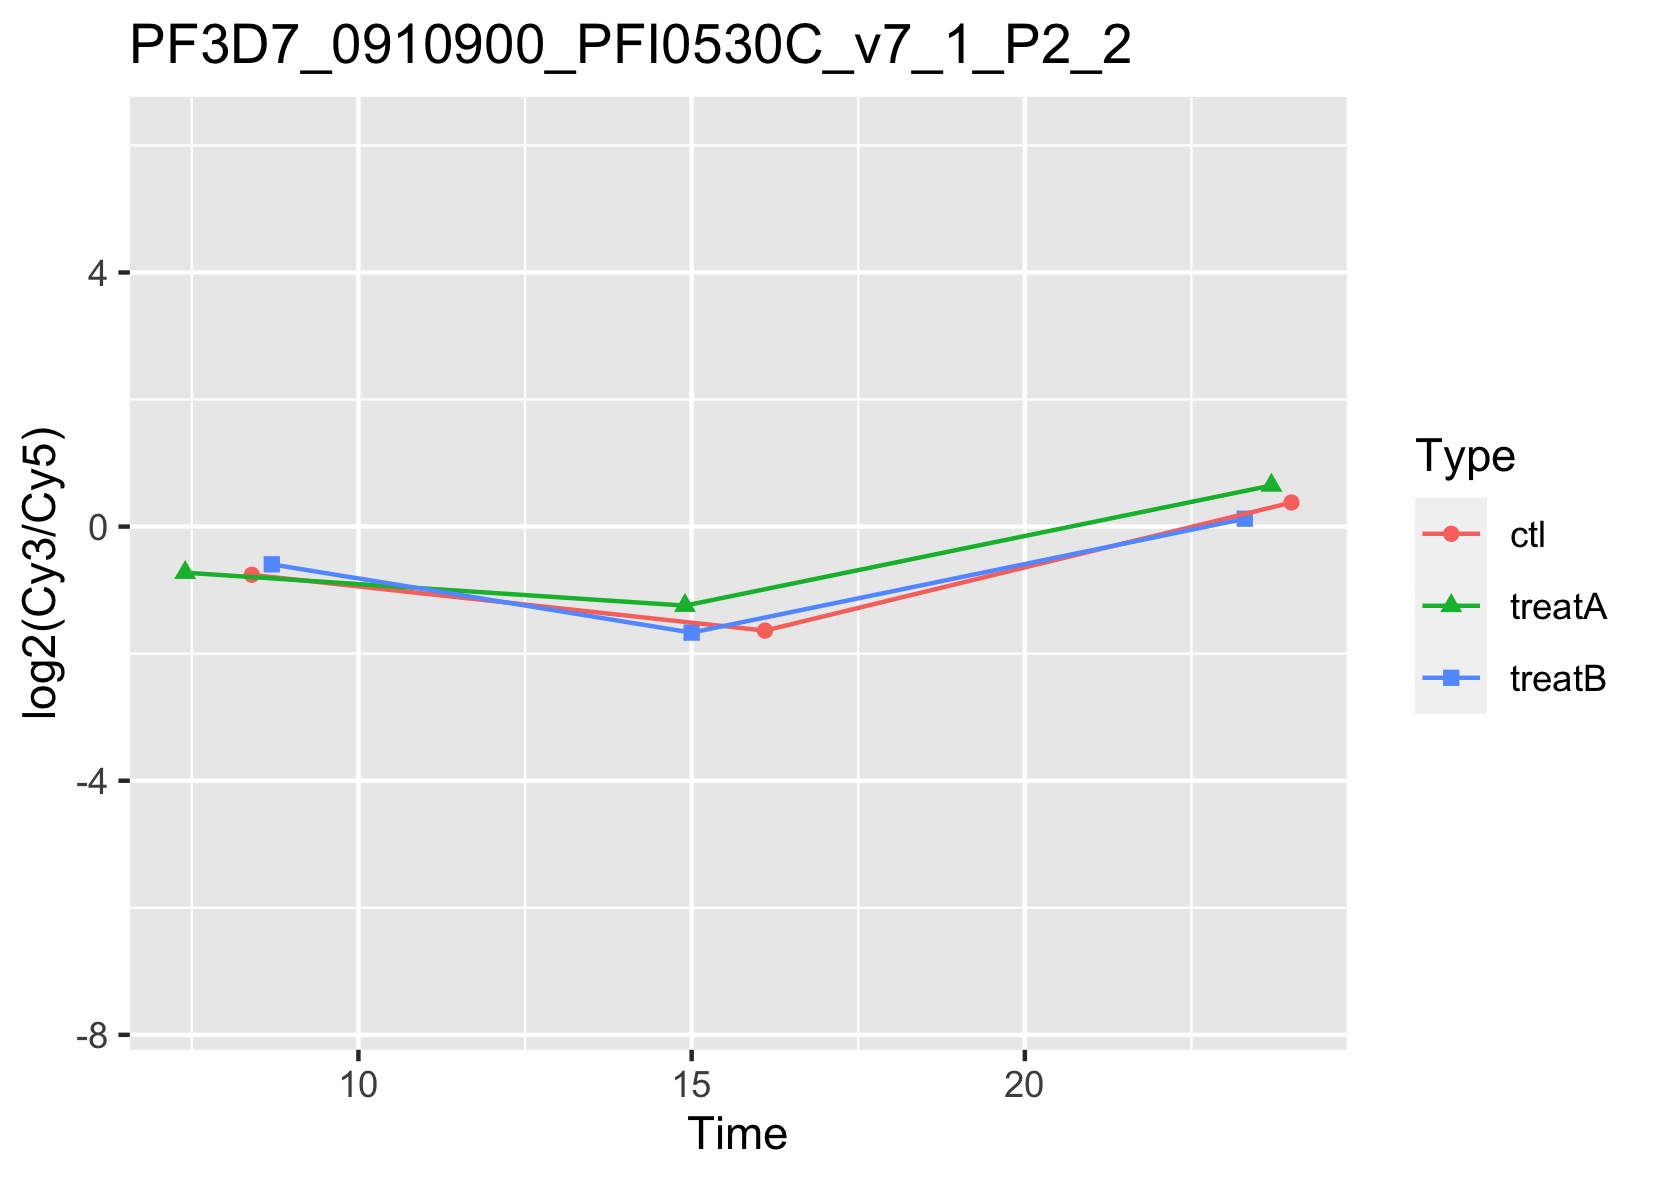 PF3D7_0910900_PFI0530C_v7_1_P2_2
log2(Cy3/Cy5)
4
0
-4
-8
10 15 20
Time
Type
ctl
treatA
treatB